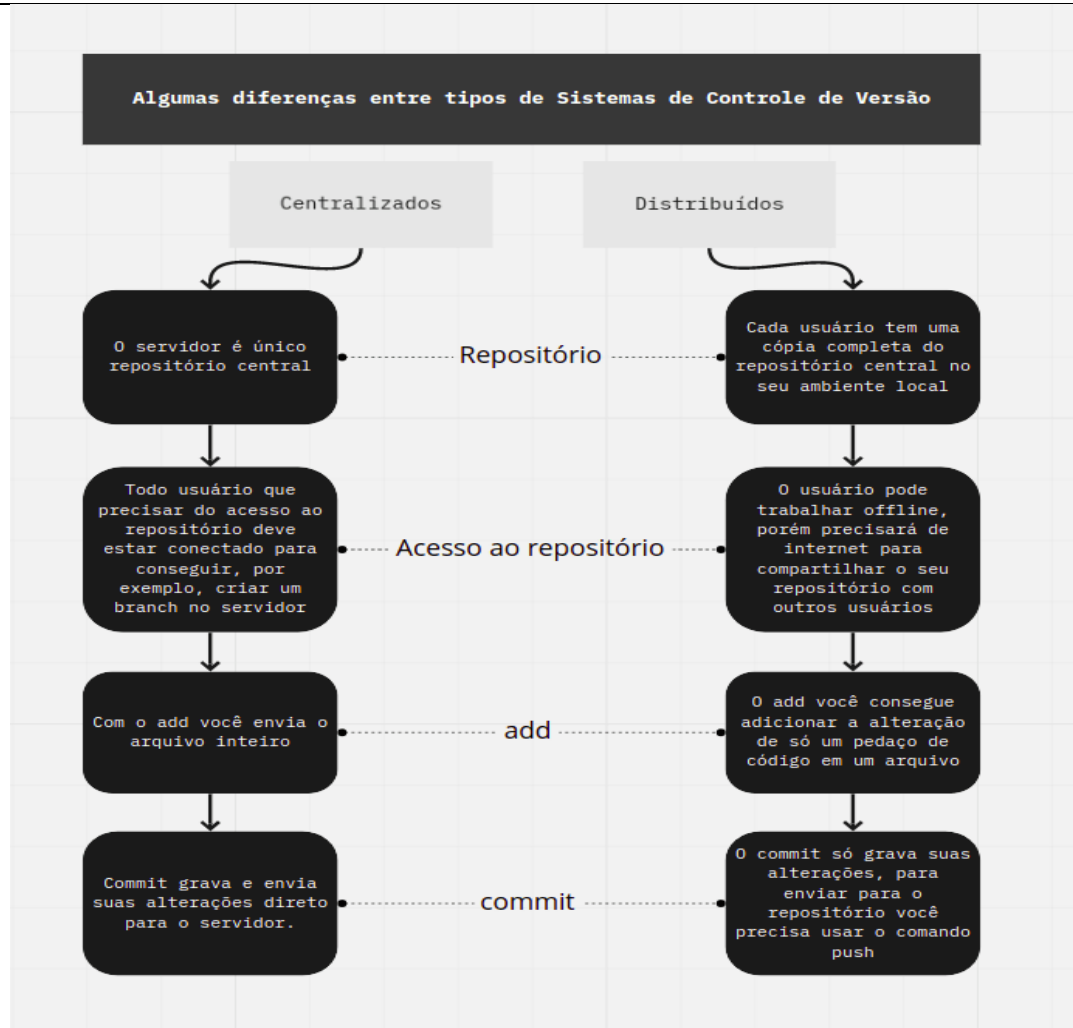 Algumas diferenças entre tipos de Sistemas de Controle de Versão
Centralizados
Distribuídos
O servidor é único
repositório central
Repositório
Cada usuário tem uma
cópia completa do
repositório central no
seu ambiente local
Todo usuário que
precisar do acesso ao
repositório deve
estar conectado para
conseguir, por
exemplo, criar um
branch no servidor
Acesso ao repositório
O usuário pode
trabalhar offline,
porém precisará de
internet para
compartilhar o seu
repositório com
outros usuários
Com o add você envia o
arquivo inteiro
add
O add você consegue
adicionar a alteração
de só um pedaço de
código em um arquivo
Commit grava e envia
suas alterações direto
para o servidor.
commit
O commit só grava suas
alterações, para
enviar para o
repositório você
precisa usar o comando
push